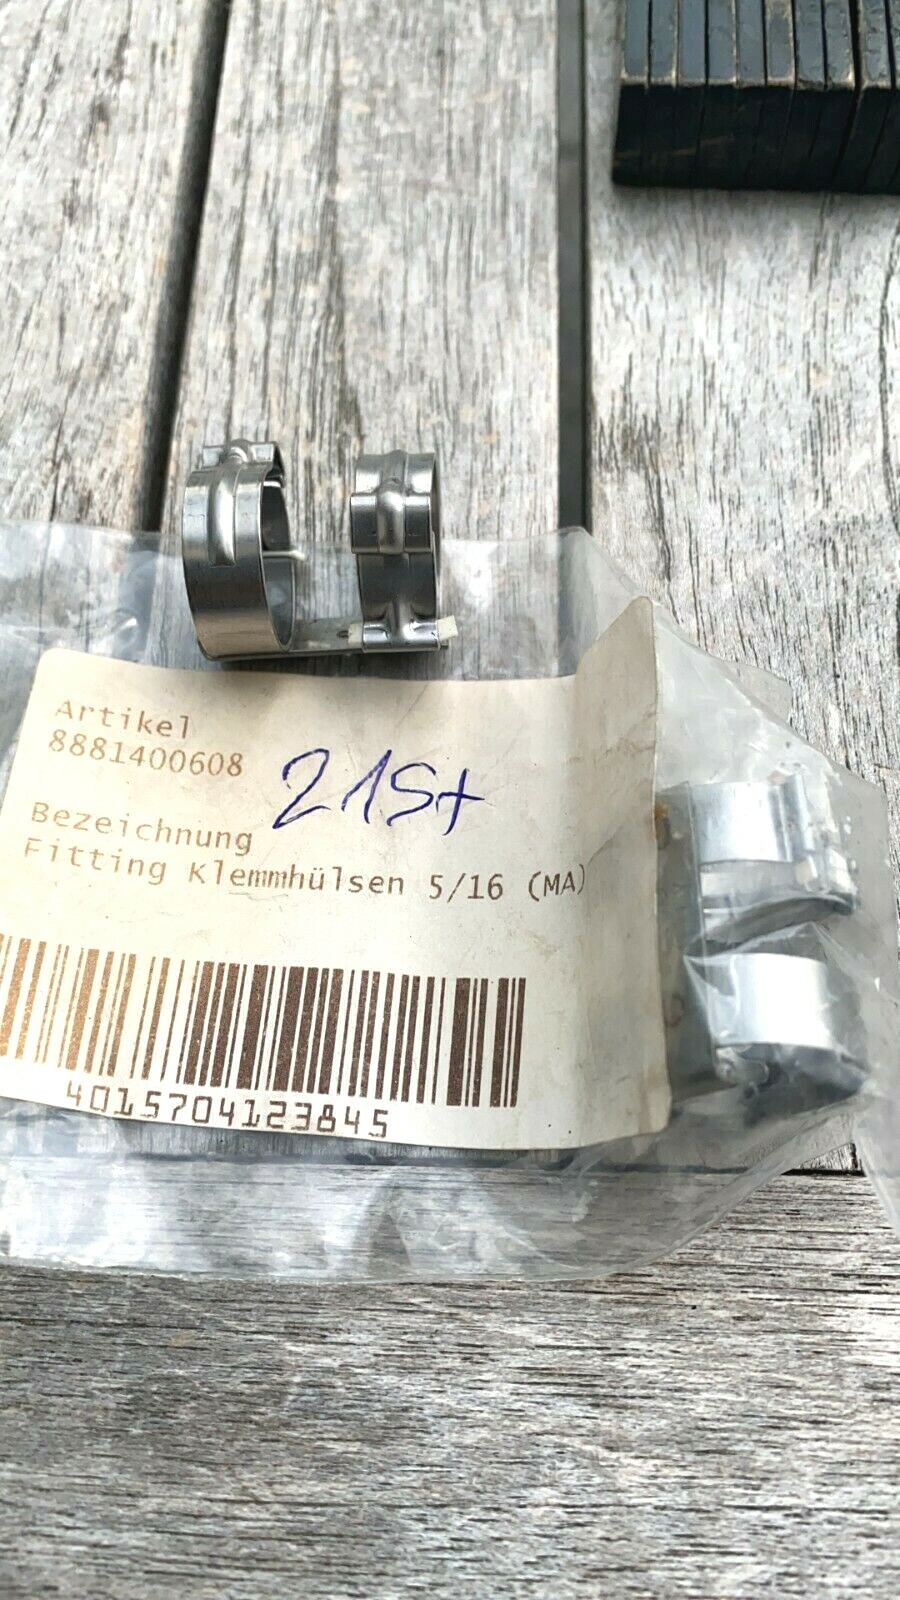 Artikel
8881400608
21St
Bezeichnung
Fitting Klemmhülsen 5/16 (MA)
4015704123845